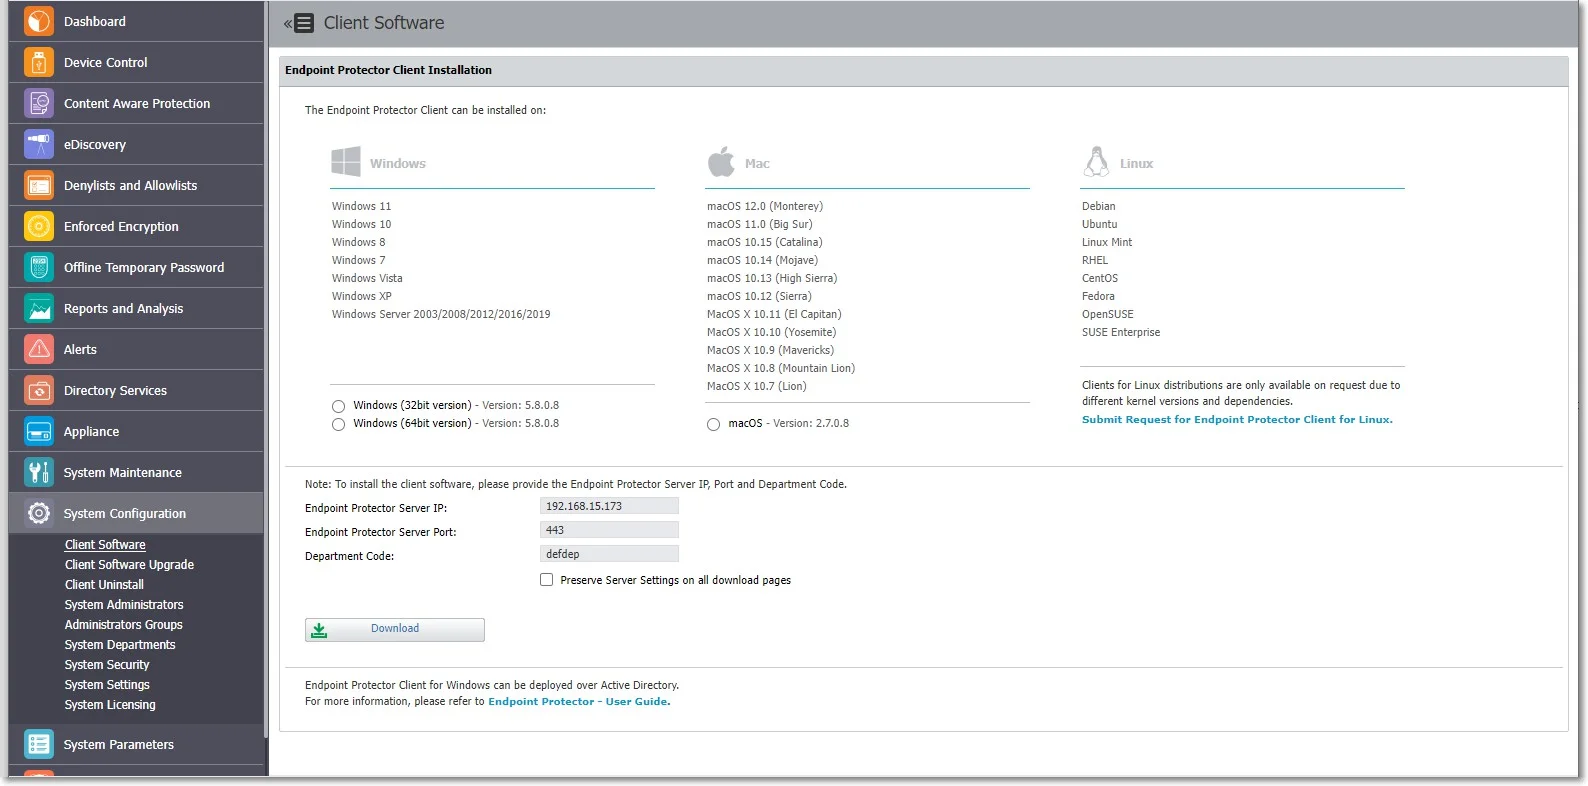 Dashboard
Device Control
Content Aware Protection
eDiscovery
Denylists and Allowlists
Enforced Encryption
Offline Temporary Password
Reports and Analysis
Alerts
Directory Services
Appliance
System Maintenance
System Configuration
Client Software
Client Software Upgrade
Client Uninstall
System Administrators
Administrators Groups
System Departments
System Security
System Settings
System Licensing
System Parameters
« Client Software
Endpoint Protector Client Installation
The Endpoint Protector Client can be installed on:
Windows
Windows 11
Windows 10
Windows 8
Windows 7
Windows Vista
Windows XP
Windows Server 2003/2008/2012/2016/2019
Windows (32bit version) - Version: 5.8.0.8
Windows (64bit version) - Version: 5.8.0.8
Mac
macOS 12.0 (Monterey)
macOS 11.0 (Big Sur)
macOS 10.15 (Catalina)
macOS 10.14 (Mojave)
macOS 10.13 (High Sierra)
macOS 10.12 (Sierra)
MacOS X 10.11 (El Capitan)
MacOS X 10.10 (Yosemite)
MacOS X 10.9 (Mavericks)
MacOS X 10.8 (Mountain Lion)
MacOS X 10.7 (Lion)
macOS - Version: 2.7.0.8
Linux
Debian
Ubuntu
Linux Mint
RHEL
CentOS
Fedora
OpenSUSE
SUSE Enterprise
Clients for Linux distributions are only available on request due to
different kernel versions and dependencies.
Submit Request for Endpoint Protector Client for Linux.
Note: To install the client software, please provide the Endpoint Protector Server IP, Port and Department Code.
Endpoint Protector Server IP: 192.168.15.173
Endpoint Protector Server Port: 443
Department Code: defdep
Preserve Server Settings on all download pages
Download
Endpoint Protector Client for Windows can be deployed over Active Directory.
For more information, please refer to Endpoint Protector - User Guide.